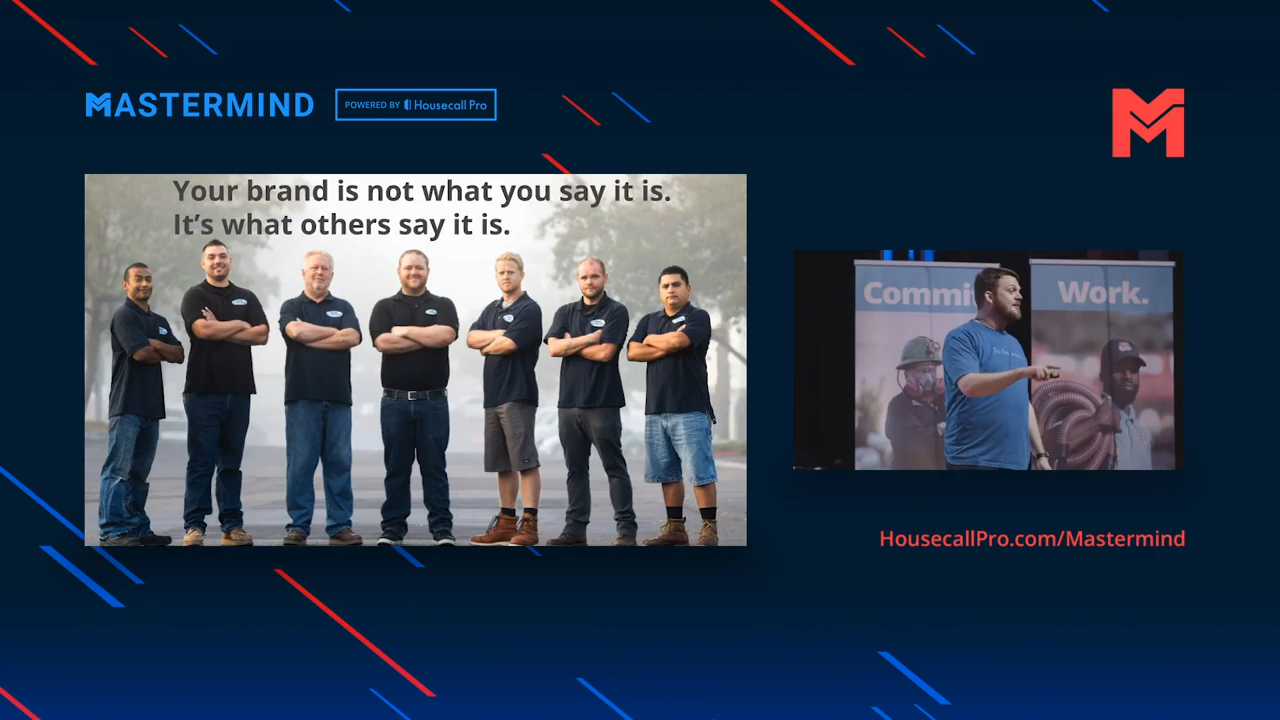 MASTERMIND
POWERED BY Housecall Pro
Your brand is not what you say it is.
It's what others say it is.
Work.
HousecallPro.com/Mastermind